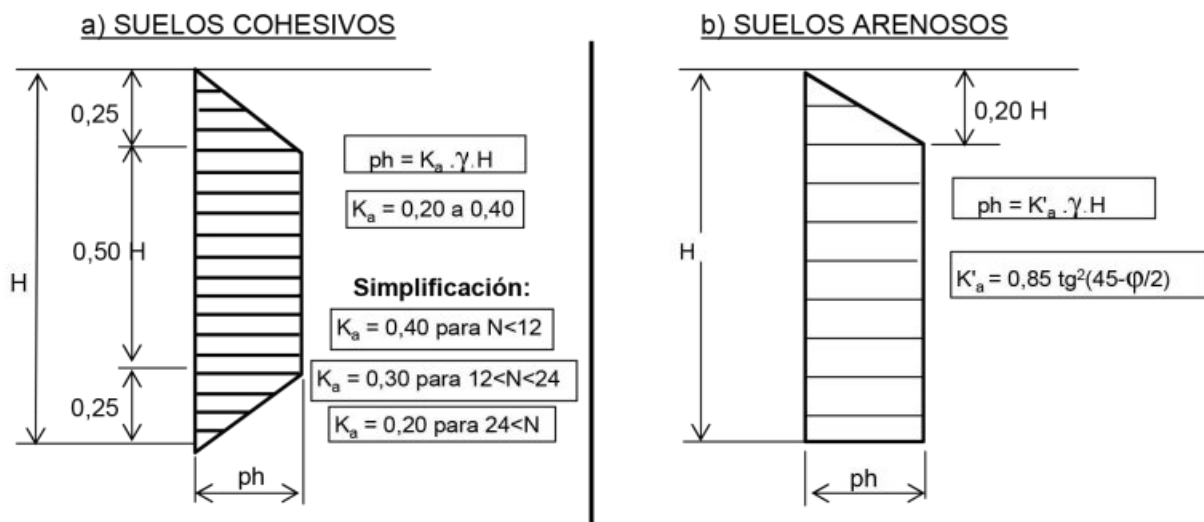 a) SUELOS COHESIVOS
H
0,25
0,50 H
0,25
ph
ph = Kₐ .γ.H
Kₐ = 0,20 a 0,40
Simplificación:
Kₐ = 0,40 para N<12
Kₐ = 0,30 para 12<N<24
Kₐ = 0,20 para 24<N
b) SUELOS ARENOSOS
H
0,20 H
ph
ph = K'ₐ .γ.H
K'ₐ = 0,85 tg²(45-φ/2)